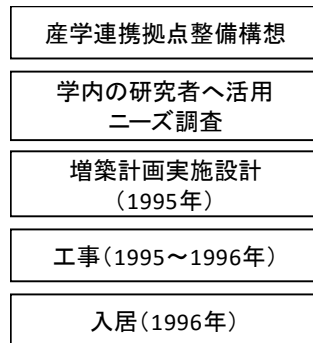 産学連携拠点整備構想
学内の研究者へ活用
ニーズ調査
増築計画実施設計
（1995年）
工事（1995～1996年）
入居（1996年）